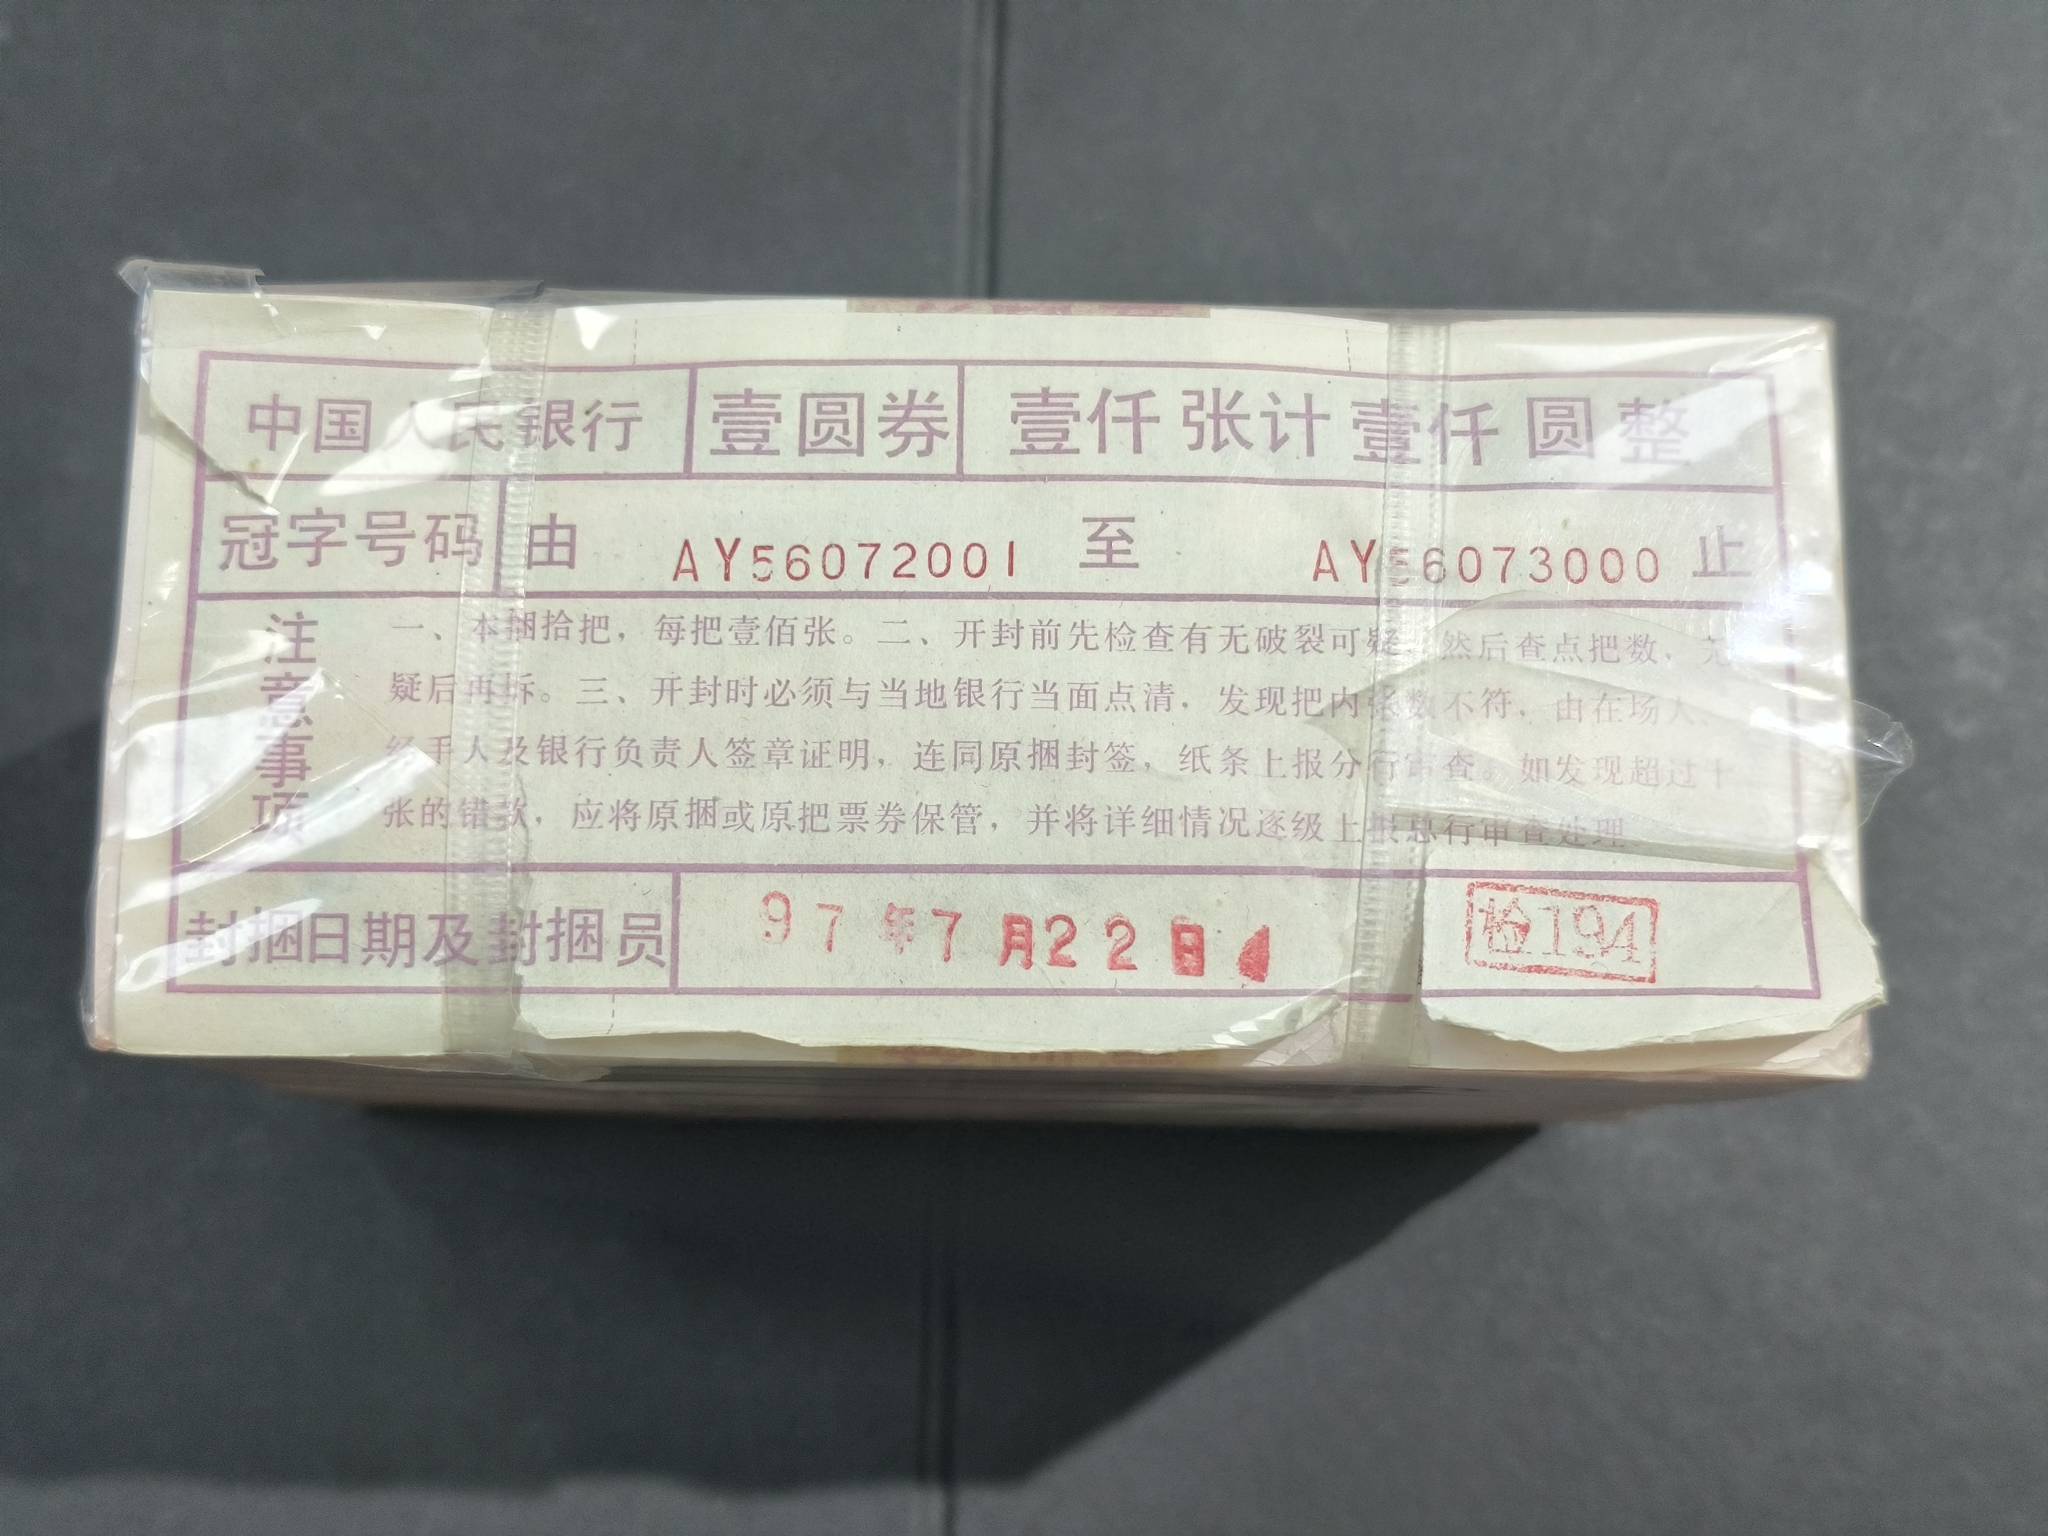 中国人民银行 壹圆券 壹仟张计壹仟圆整
冠字号码 由 AY56072001 至 AY56073000 止
注意事项
一、本捆拾把，每把壹佰张。二、开封前先检查有无破裂可疑，然后查点把数，无
疑后再拆。三、开封时必须与当地银行当面点清，发现把内张数不符，由在场人、
经手人及银行负责人签章证明，连同原捆封签，纸条上报分行审查。如发现超过十
张的错款，应将原捆或原把票券保管，并将详细情况逐级上报总行审查处理
封捆日期及封捆员 97年7月22日 检194